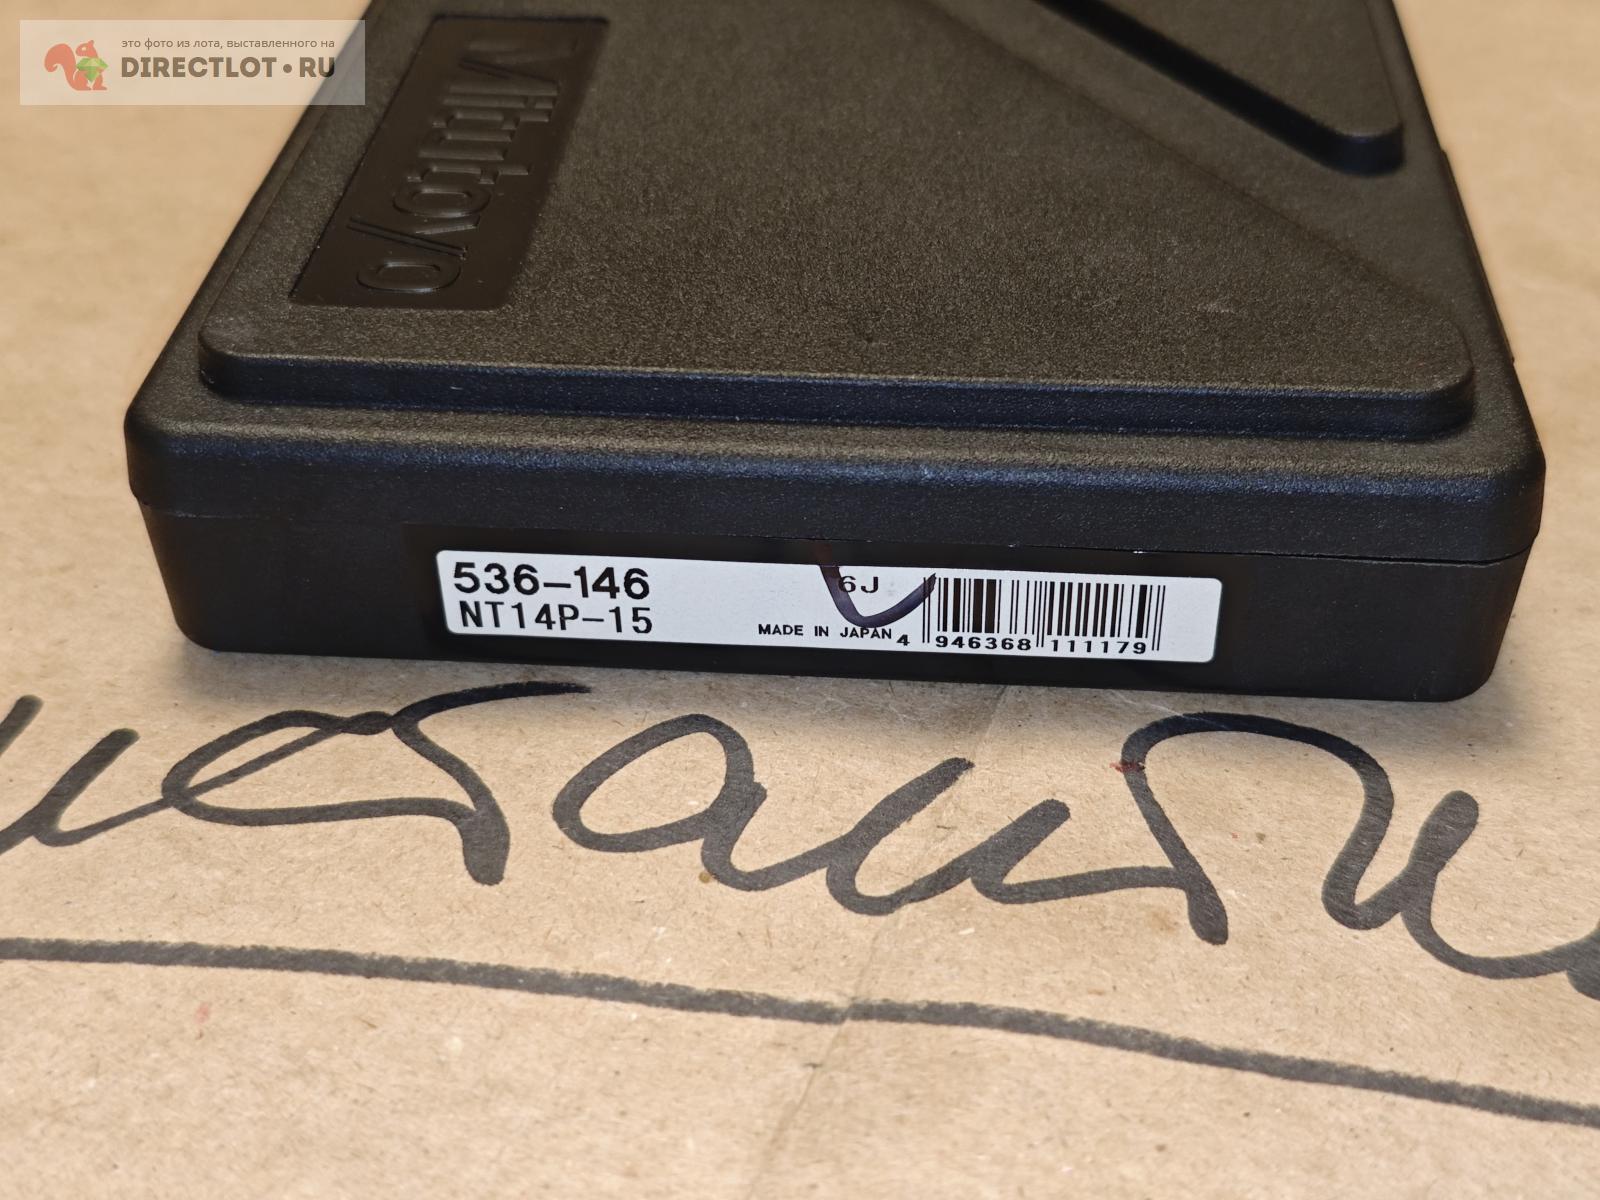 это фото из лота, выставленного на
DIRECTLOT•RU
Mitutoyo
536-146
NT14P-15
6J
MADE IN JAPAN
4 946368 111179